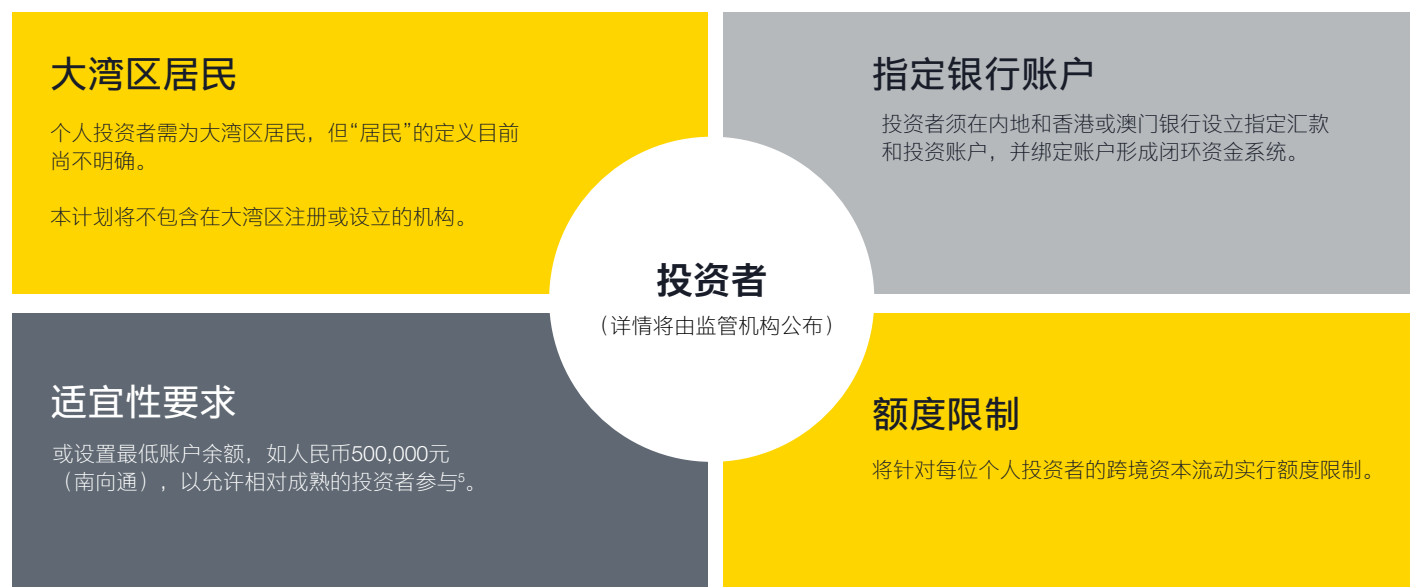 大湾区居民
个人投资者需为大湾区居民，但“居民”的定义目前
尚不明确。
本计划将不包含在大湾区注册或设立的机构。
指定银行账户
投资者须在内地和香港或澳门银行设立指定汇款
和投资账户，并绑定账户形成闭环资金系统。
投资者
（详情将由监管机构公布）
适宜性要求
或设置最低账户余额，如人民币500,000元
（南向通），以允许相对成熟的投资者参与⁵。
额度限制
将针对每位个人投资者的跨境资本流动实行额度限制。